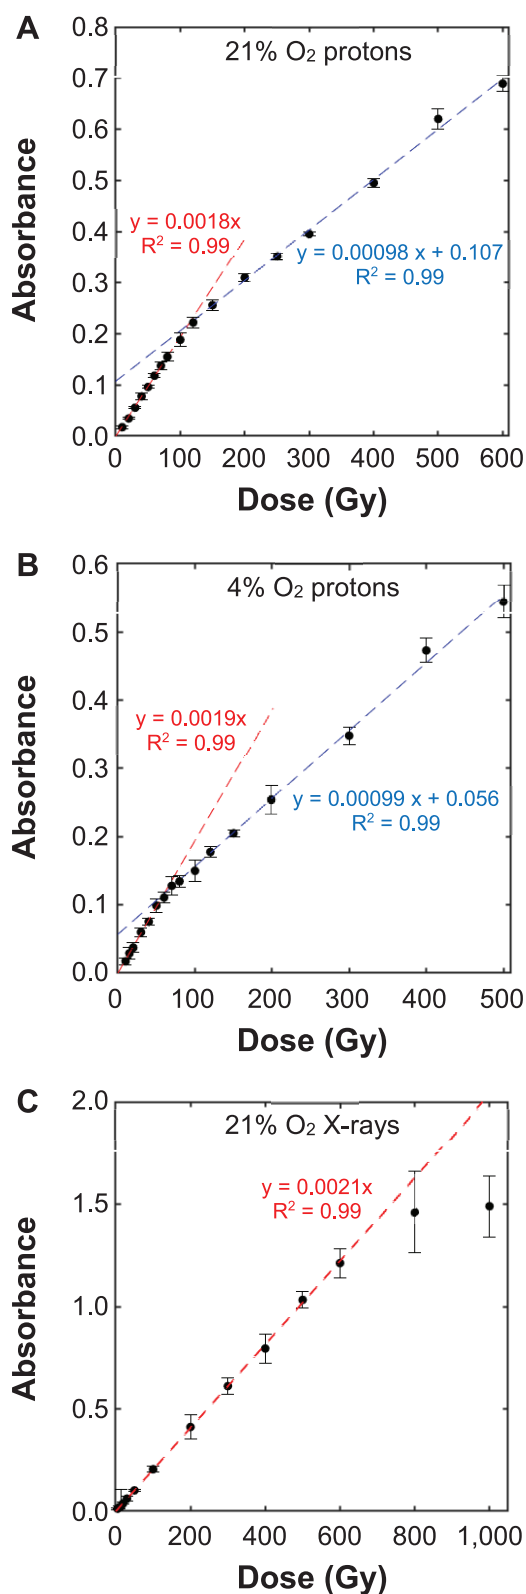 A
21% O₂ protons
0.8
0.7
0.6
0.5
0.4
0.3
0.2
0.1
0.0
Absorbance
y = 0.0018x
R² = 0.99
y = 0.00098 x + 0.107
R² = 0.99
0 100 200 300 400 500 600
Dose (Gy)
B
4% O₂ protons
0.6
0.5
0.4
0.3
0.2
0.1
0.0
Absorbance
y = 0.0019x
R² = 0.99
y = 0.00099 x + 0.056
R² = 0.99
0 100 200 300 400 500
Dose (Gy)
C
21% O₂ X-rays
2.0
1.5
1.0
0.5
0.0
Absorbance
y = 0.0021x
R² = 0.99
0 200 400 600 800 1,000
Dose (Gy)